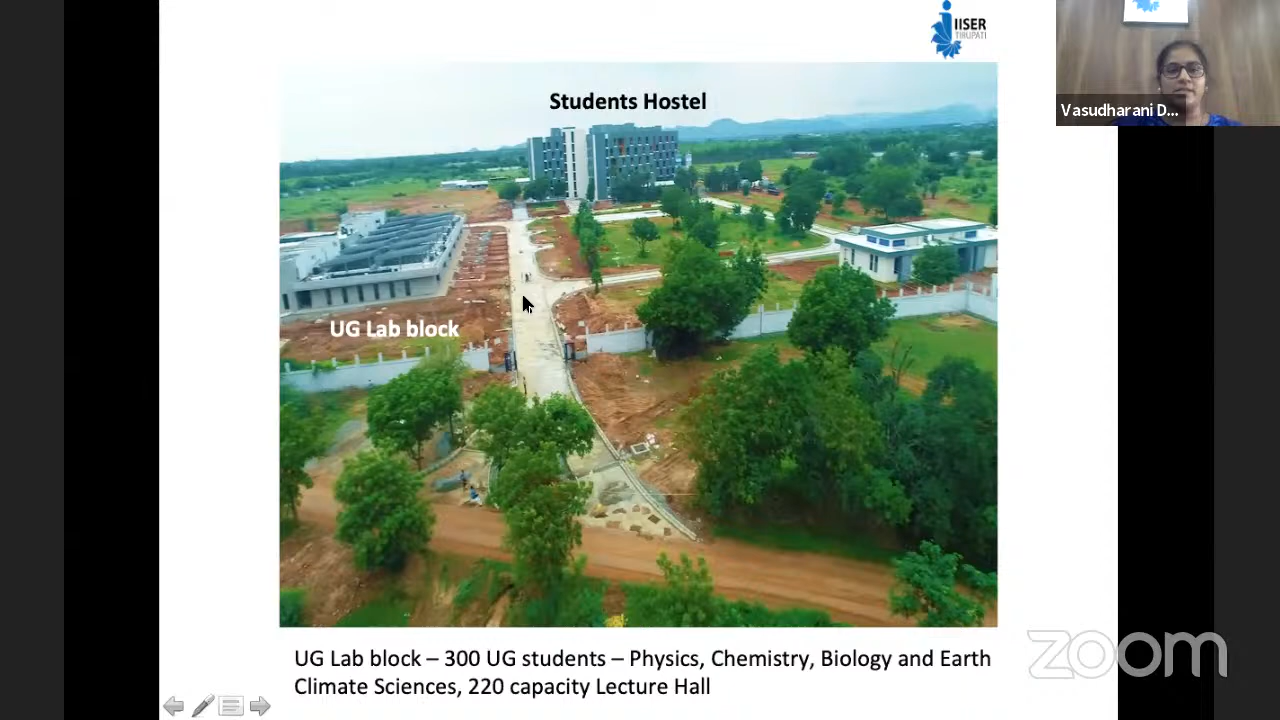 IISER
TIRUPATI
Vasudharani D...
Students Hostel
UG Lab block
UG Lab block – 300 UG students – Physics, Chemistry, Biology and Earth
Climate Sciences, 220 capacity Lecture Hall
zoom